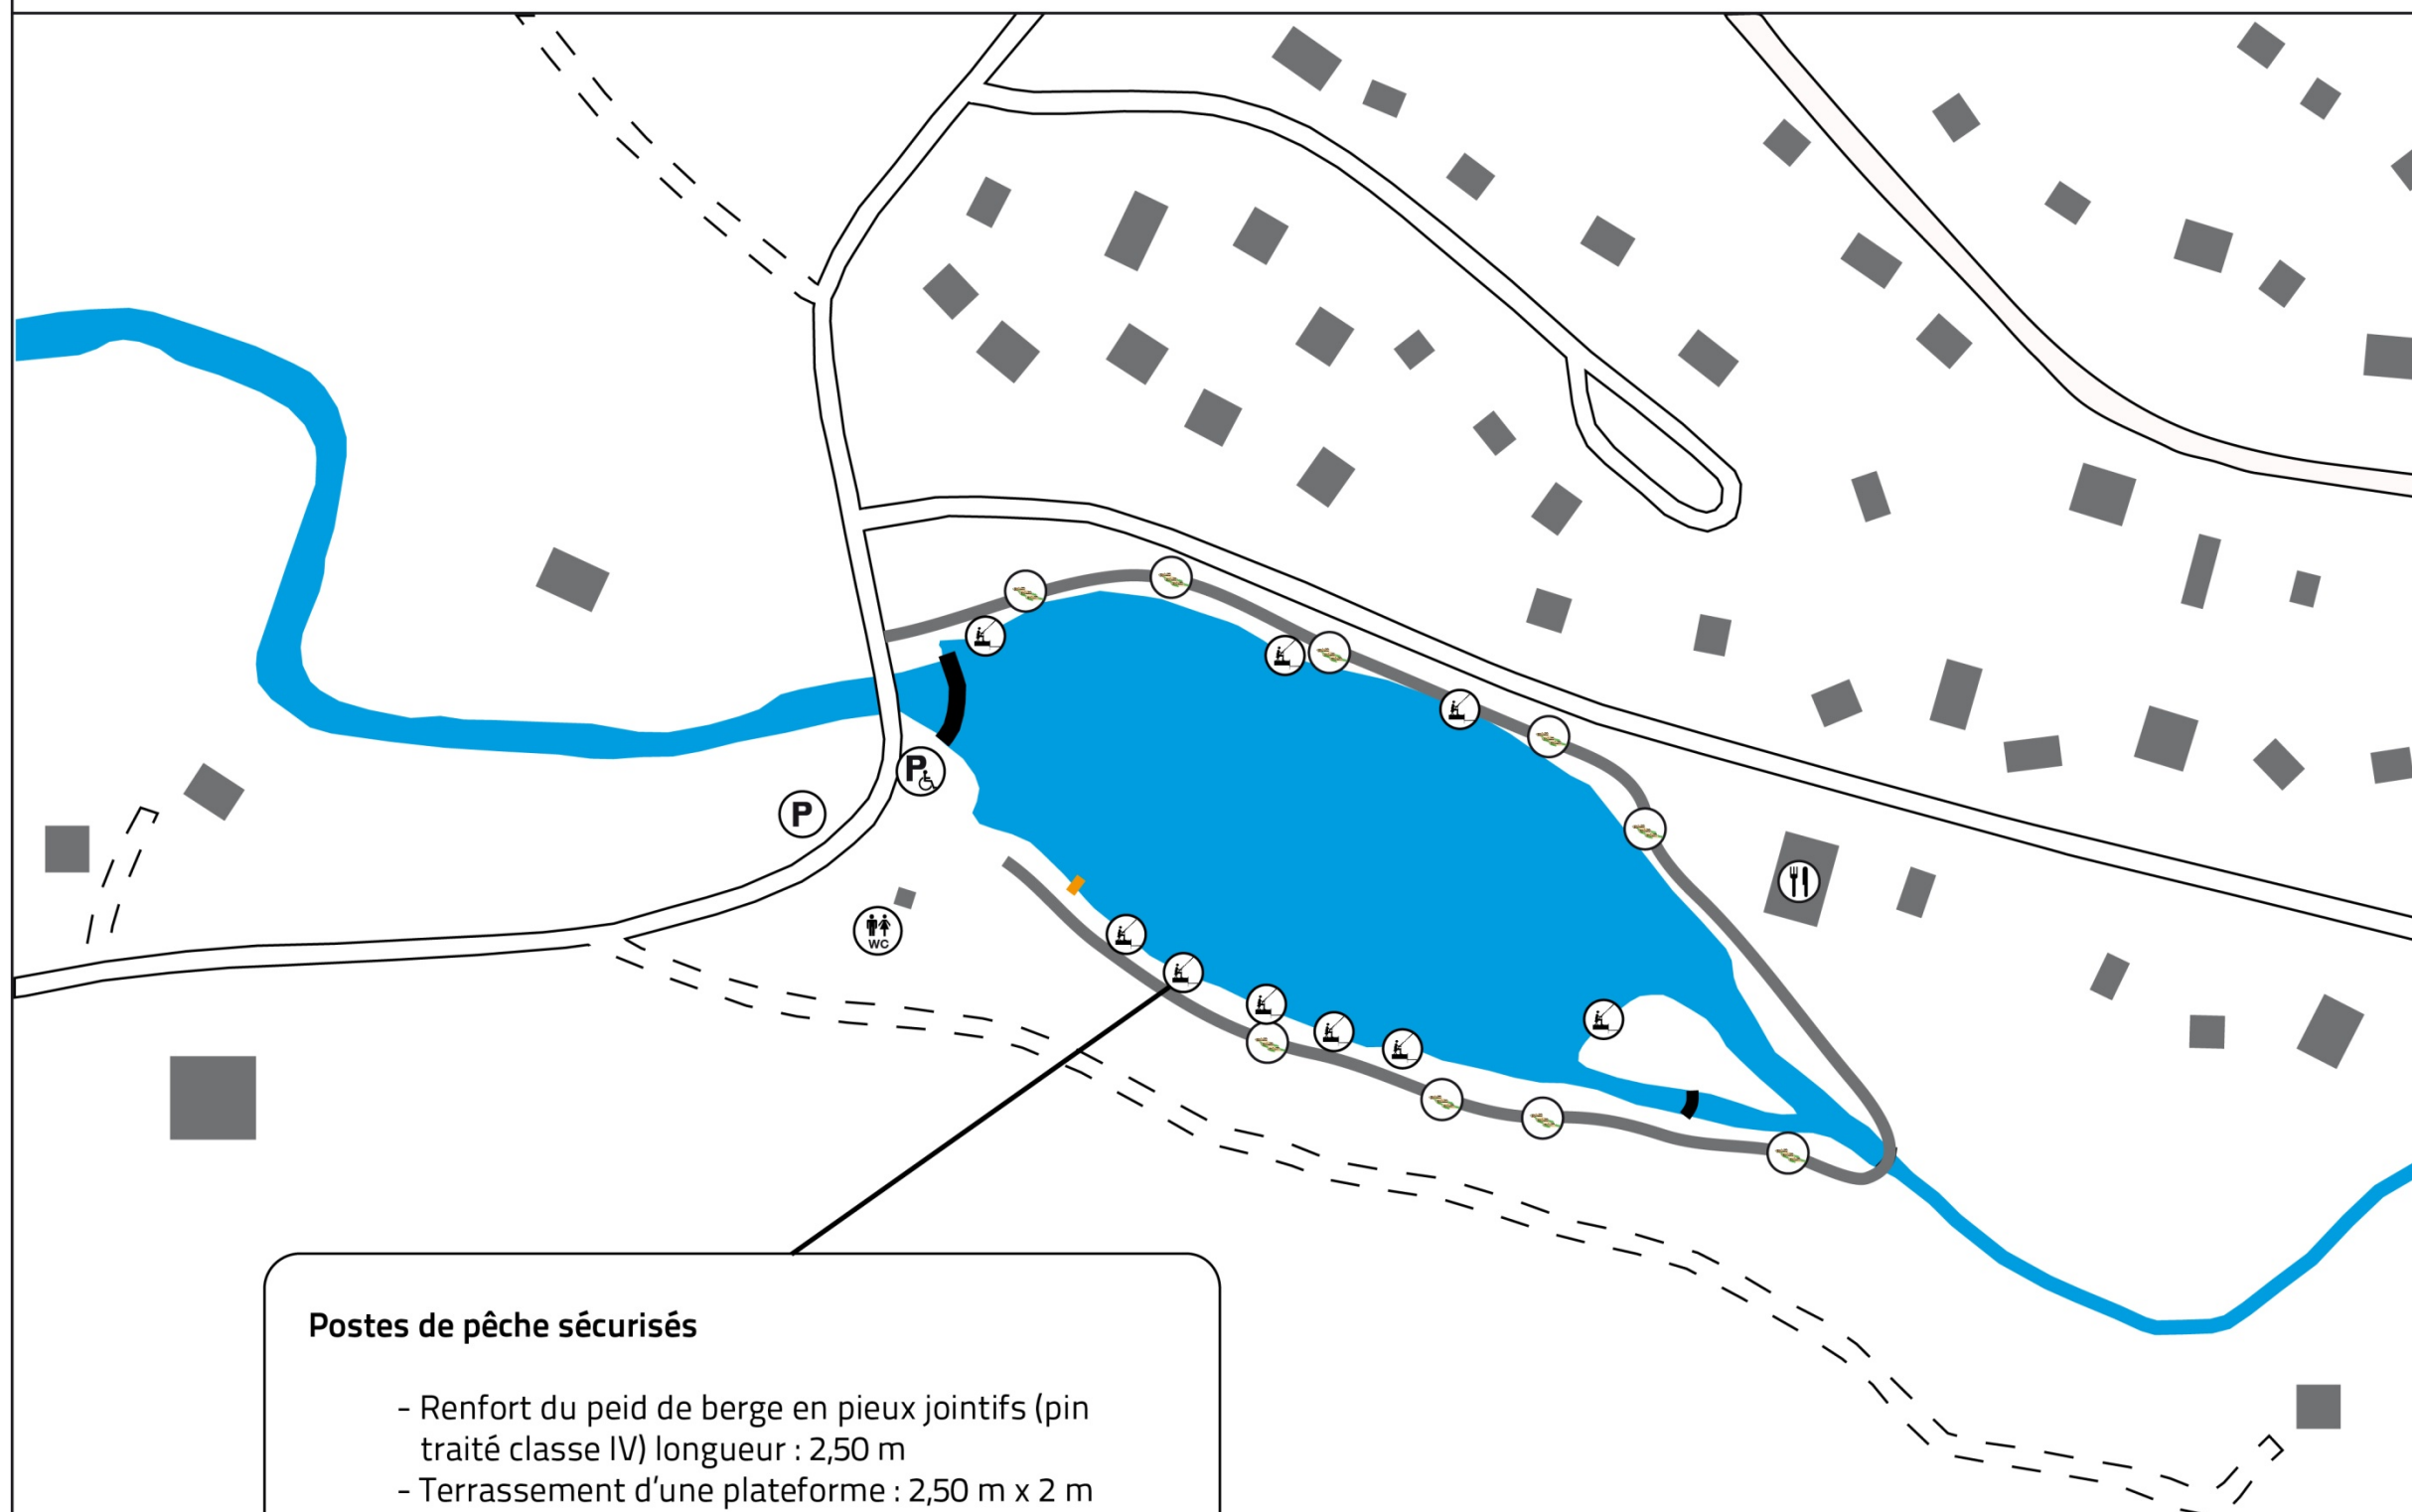 P
P
WC
Postes de pêche sécurisés
- Renfort du peid de berge en pieux jointifs (pin
traité classe IV) longueur : 2,50 m
- Terrassement d'une plateforme : 2,50 m x 2 m